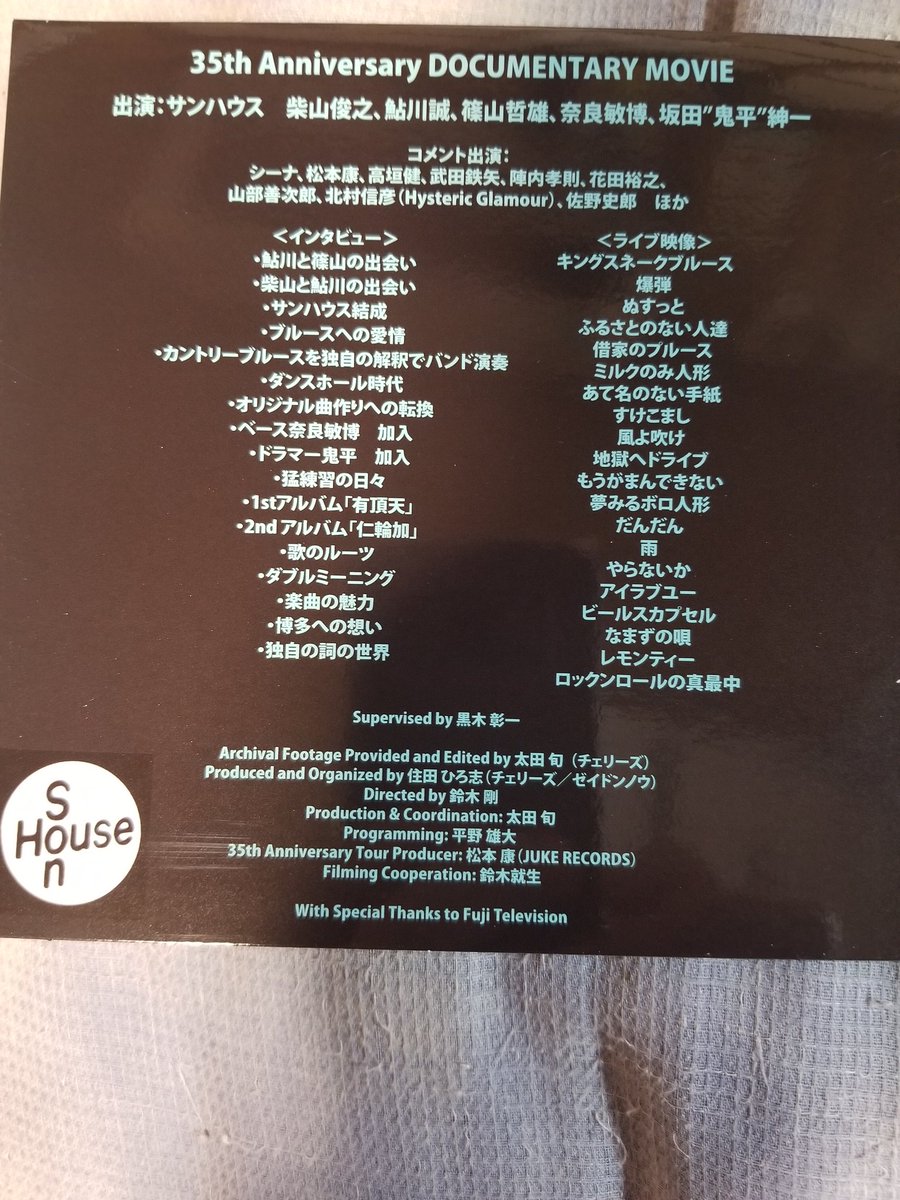 35th Anniversary DOCUMENTARY MOVIE
出演：サンハウス　柴山俊之、鮎川誠、篠山哲雄、奈良敏博、坂田"鬼平"紳一
コメント出演：
シーナ、松本康、高垣健、武田鉄矢、陣内孝則、花田裕之、
山部善次郎、北村信彦（Hysteric Glamour）、佐野史郎　ほか
＜インタビュー＞
・鮎川と篠山の出会い
・柴山と鮎川の出会い
・サンハウス結成
・ブルースへの愛情
・カントリーブルースを独自の解釈でバンド演奏
・ダンスホール時代
・オリジナル曲作りへの転換
・ベース奈良敏博　加入
・ドラマー鬼平　加入
・猛練習の日々
・1stアルバム「有頂天」
・2nd アルバム「仁輪加」
・歌のルーツ
・ダブルミーニング
・楽曲の魅力
・博多への想い
・独自の詞の世界
＜ライブ映像＞
キングスネークブルース
爆弾
ぬすっと
ふるさとのない人達
借家のブルース
ミルクのみ人形
あて名のない手紙
すけこまし
風よ吹け
地獄へドライブ
もうがまんできない
夢みるボロ人形
だんだん
雨
やらないか
アイラブユー
ビールスカプセル
なまずの唄
レモンティー
ロックンロールの真最中
Supervised by 黒木 彰一
Archival Footage Provided and Edited by 太田 旬（チェリーズ）
Produced and Organized by 住田 ひろ志（チェリーズ／ゼイドンノウ）
Directed by 鈴木 剛
Production & Coordination: 太田 旬
Programming: 平野 雄大
35th Anniversary Tour Producer: 松本 康（JUKE RECORDS）
Filming Cooperation: 鈴木就生
With Special Thanks to Fuji Television
Son
House